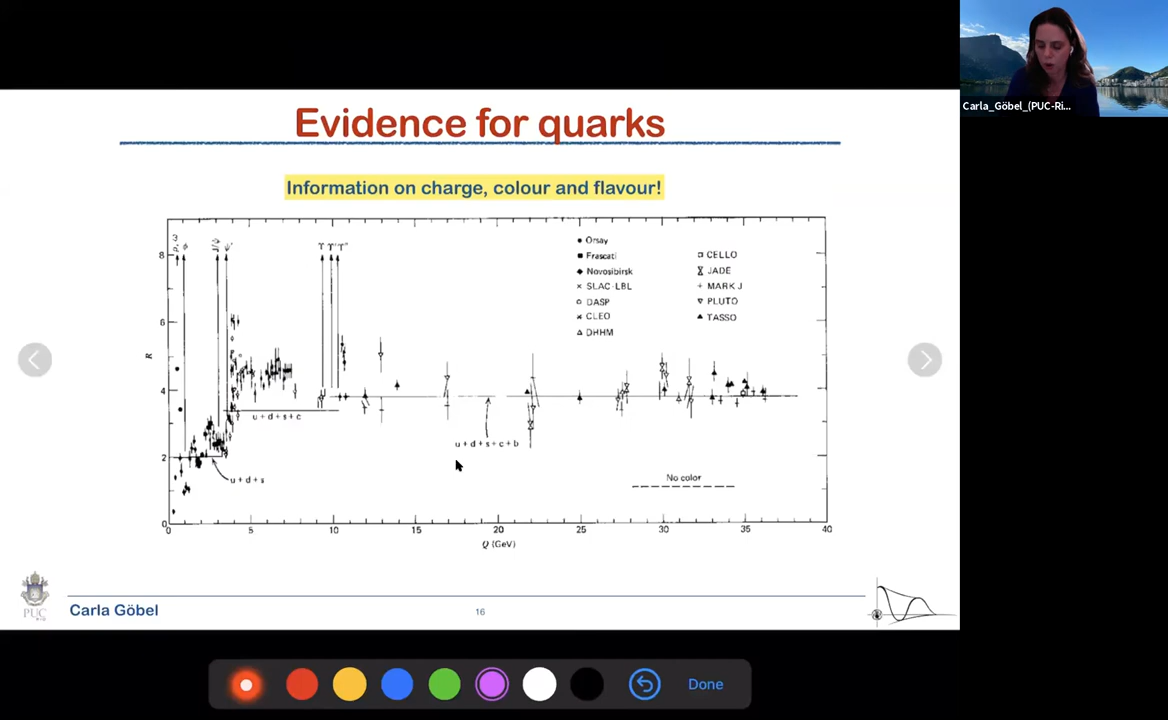 Carla_Göbel_(PUC-Ri...
Evidence for quarks
Information on charge, colour and flavour!
ρ, ω
φ
J/ψ
ψ'
Υ Υ' Υ''
8
6
4
2
0
R
Orsay
Frascati
Novosibirsk
SLAC-LBL
DASP
CLEO
DHHM
CELLO
JADE
MARK J
PLUTO
TASSO
u+d+s+c
u+d+s+c+b
u+d+s
No color
0 5 10 15 20 25 30 35 40
Q (GeV)
PUC
Carla Göbel
16
Done